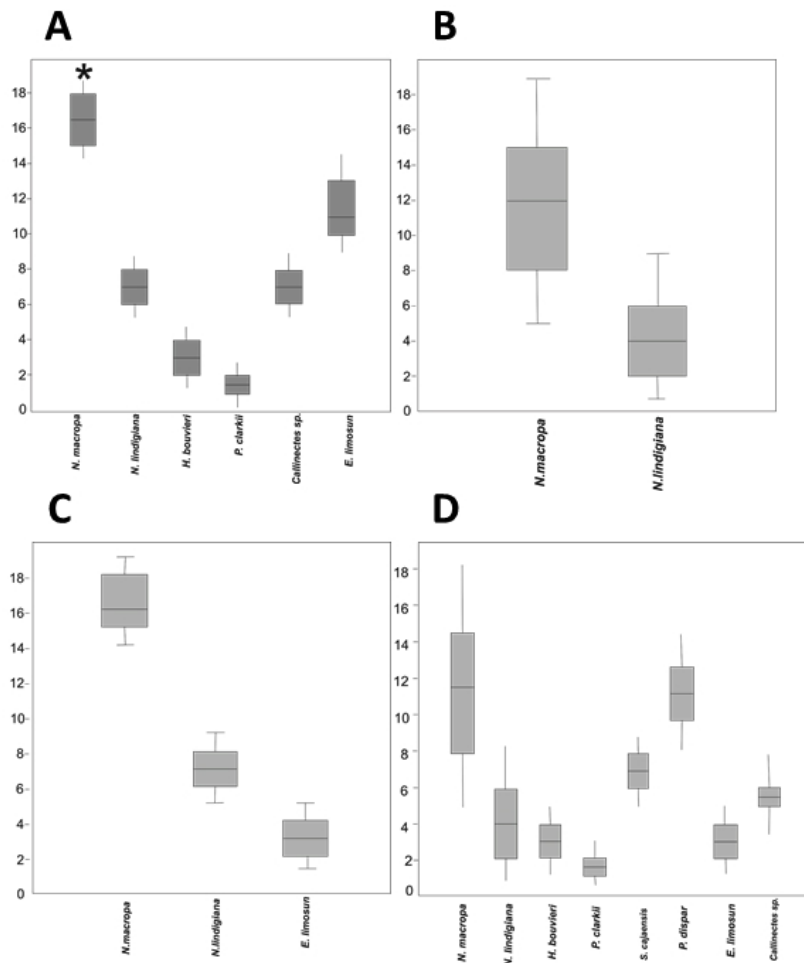 A
*
18
16
14
12
10
8
6
4
2
0
N. macropa
N. lindigiana
H. bouvieri
P. clarkii
Callinectes sp.
E. limosun
B
18
16
14
12
10
8
6
4
2
0
N.macropa
N.lindigiana
C
18
16
14
12
10
8
6
4
2
0
N.macropa
N.lindigiana
E. limosun
D
18
16
14
12
10
8
6
4
2
0
N. macropa
N. lindigiana
H. bouvieri
P. clarkii
S. cajaensis
P. dispar
E. limosun
Callinectes sp.